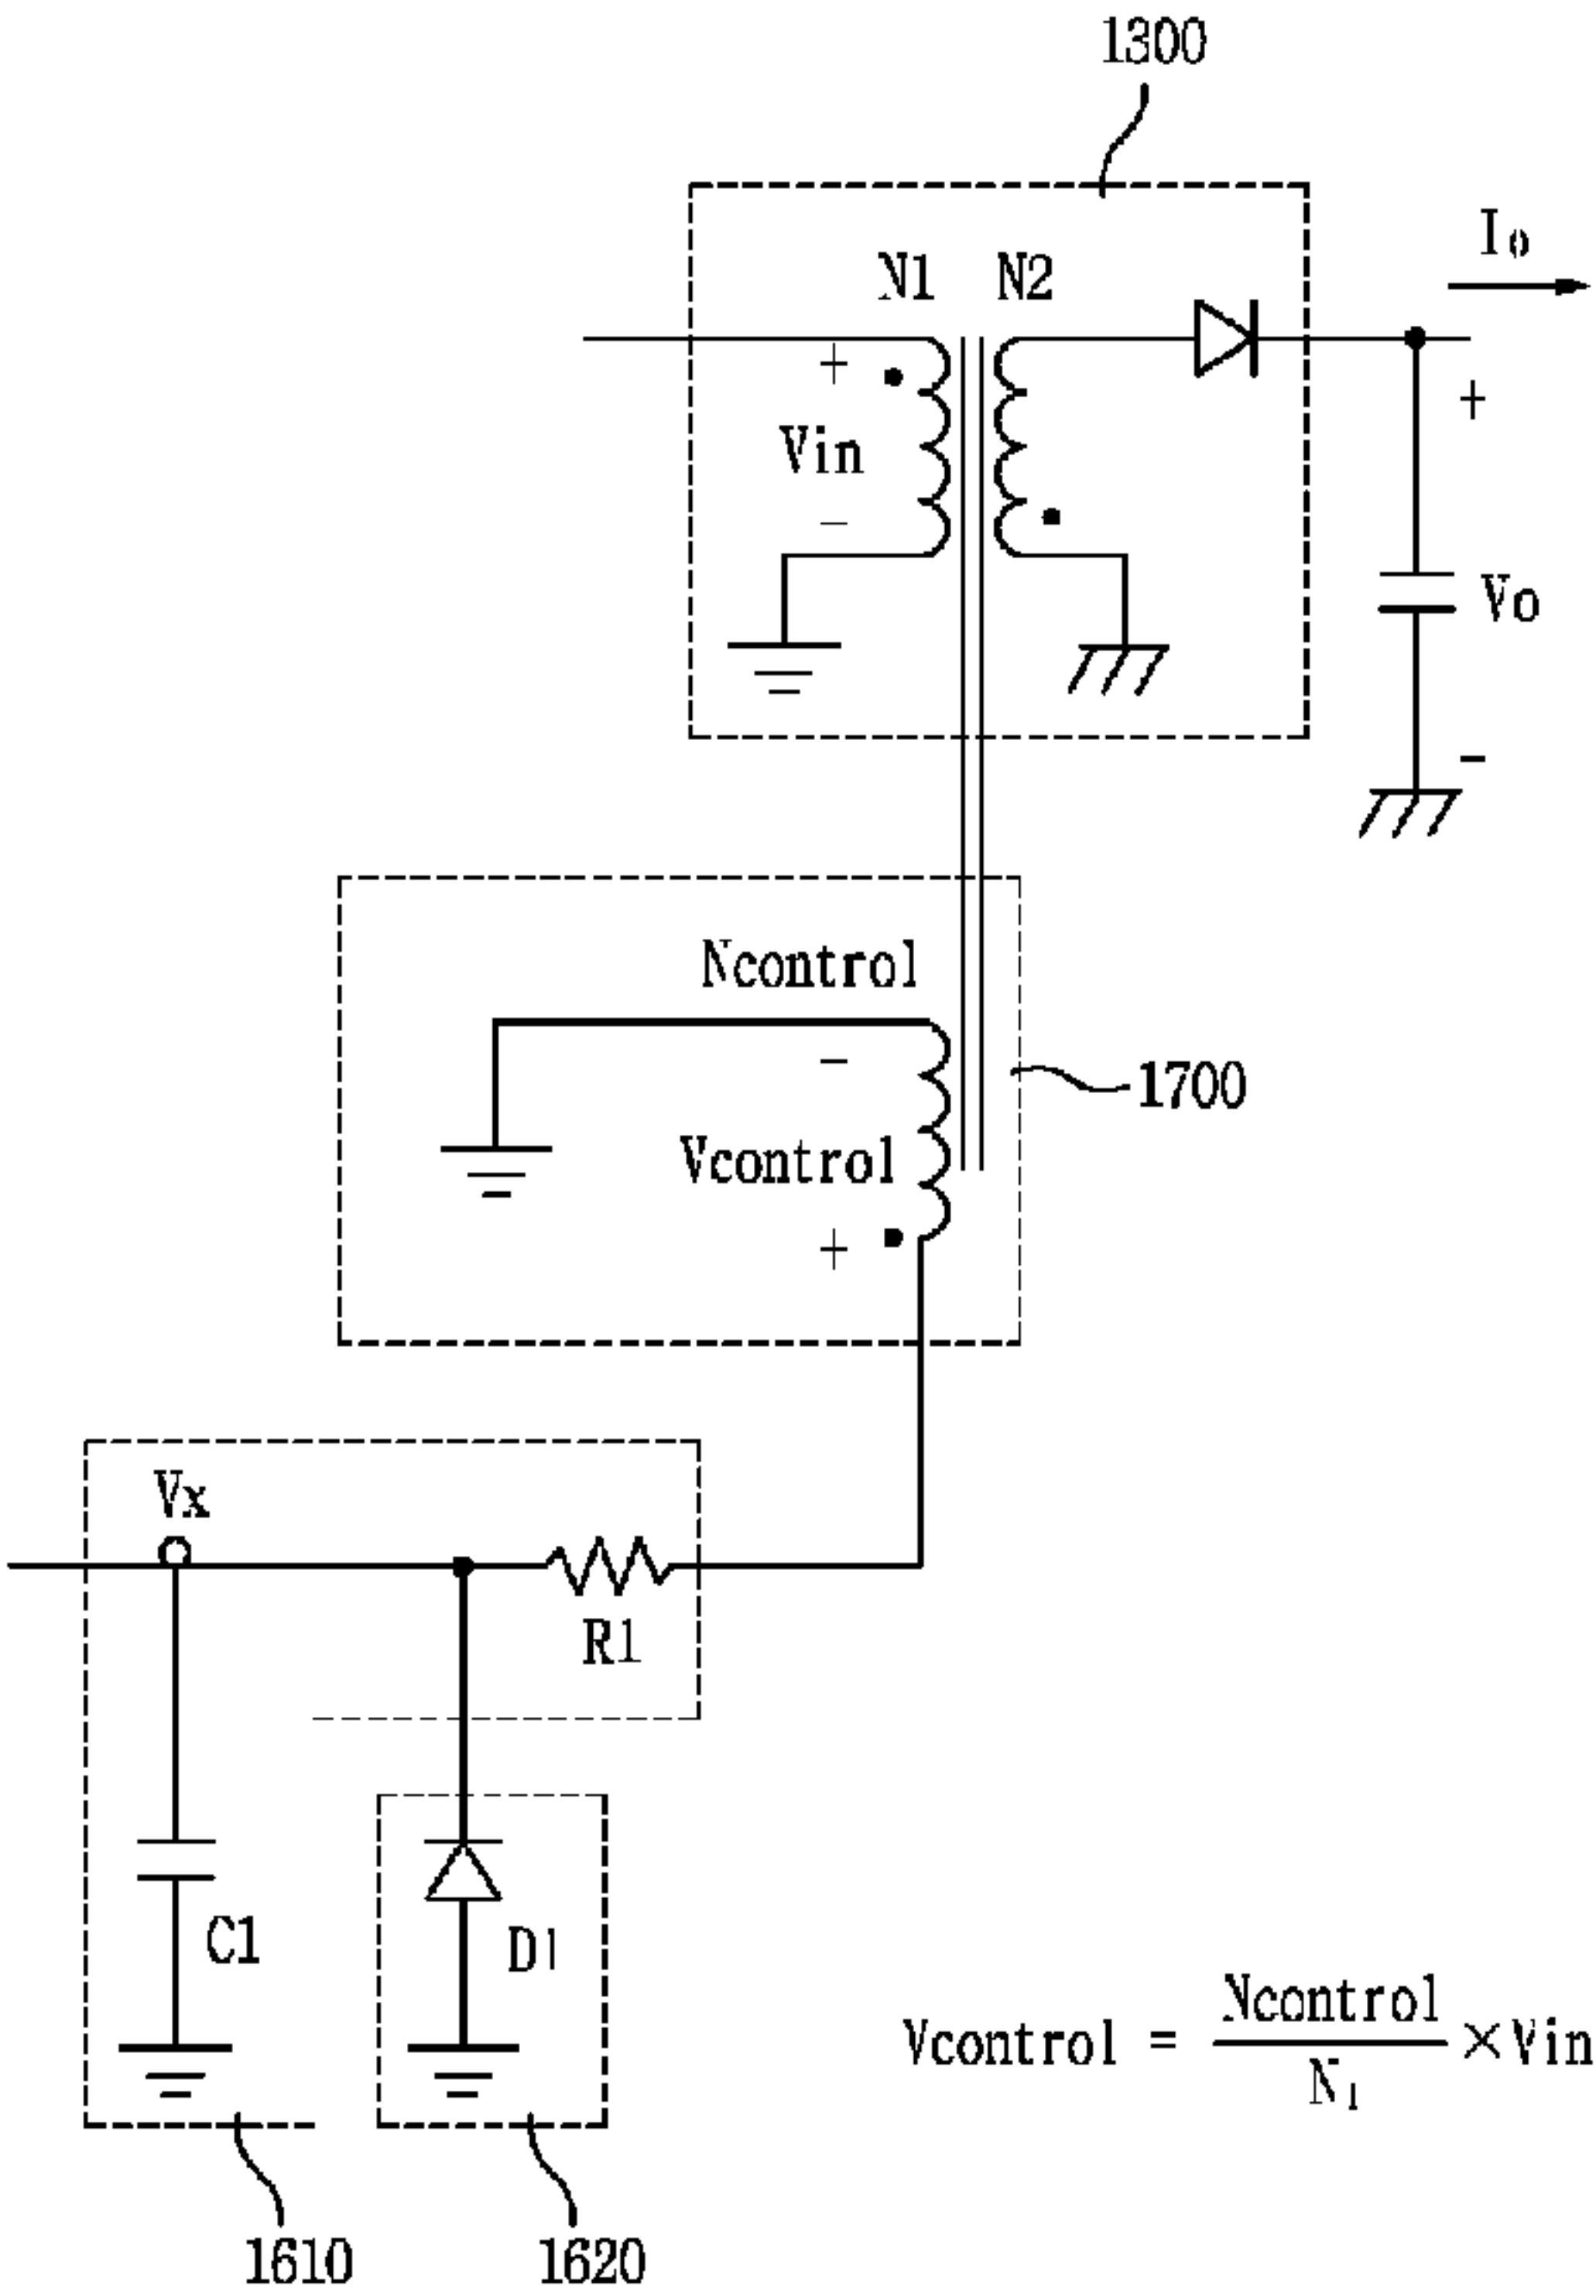 1300
Io
N1 N2
+
Vin
-
+
Vo
-
Ncontrol
-
1700
Vcontrol
+
Vx
R1
C1
D1
Vcontrol = Ncontrol / N1 × Vin
1610
1620